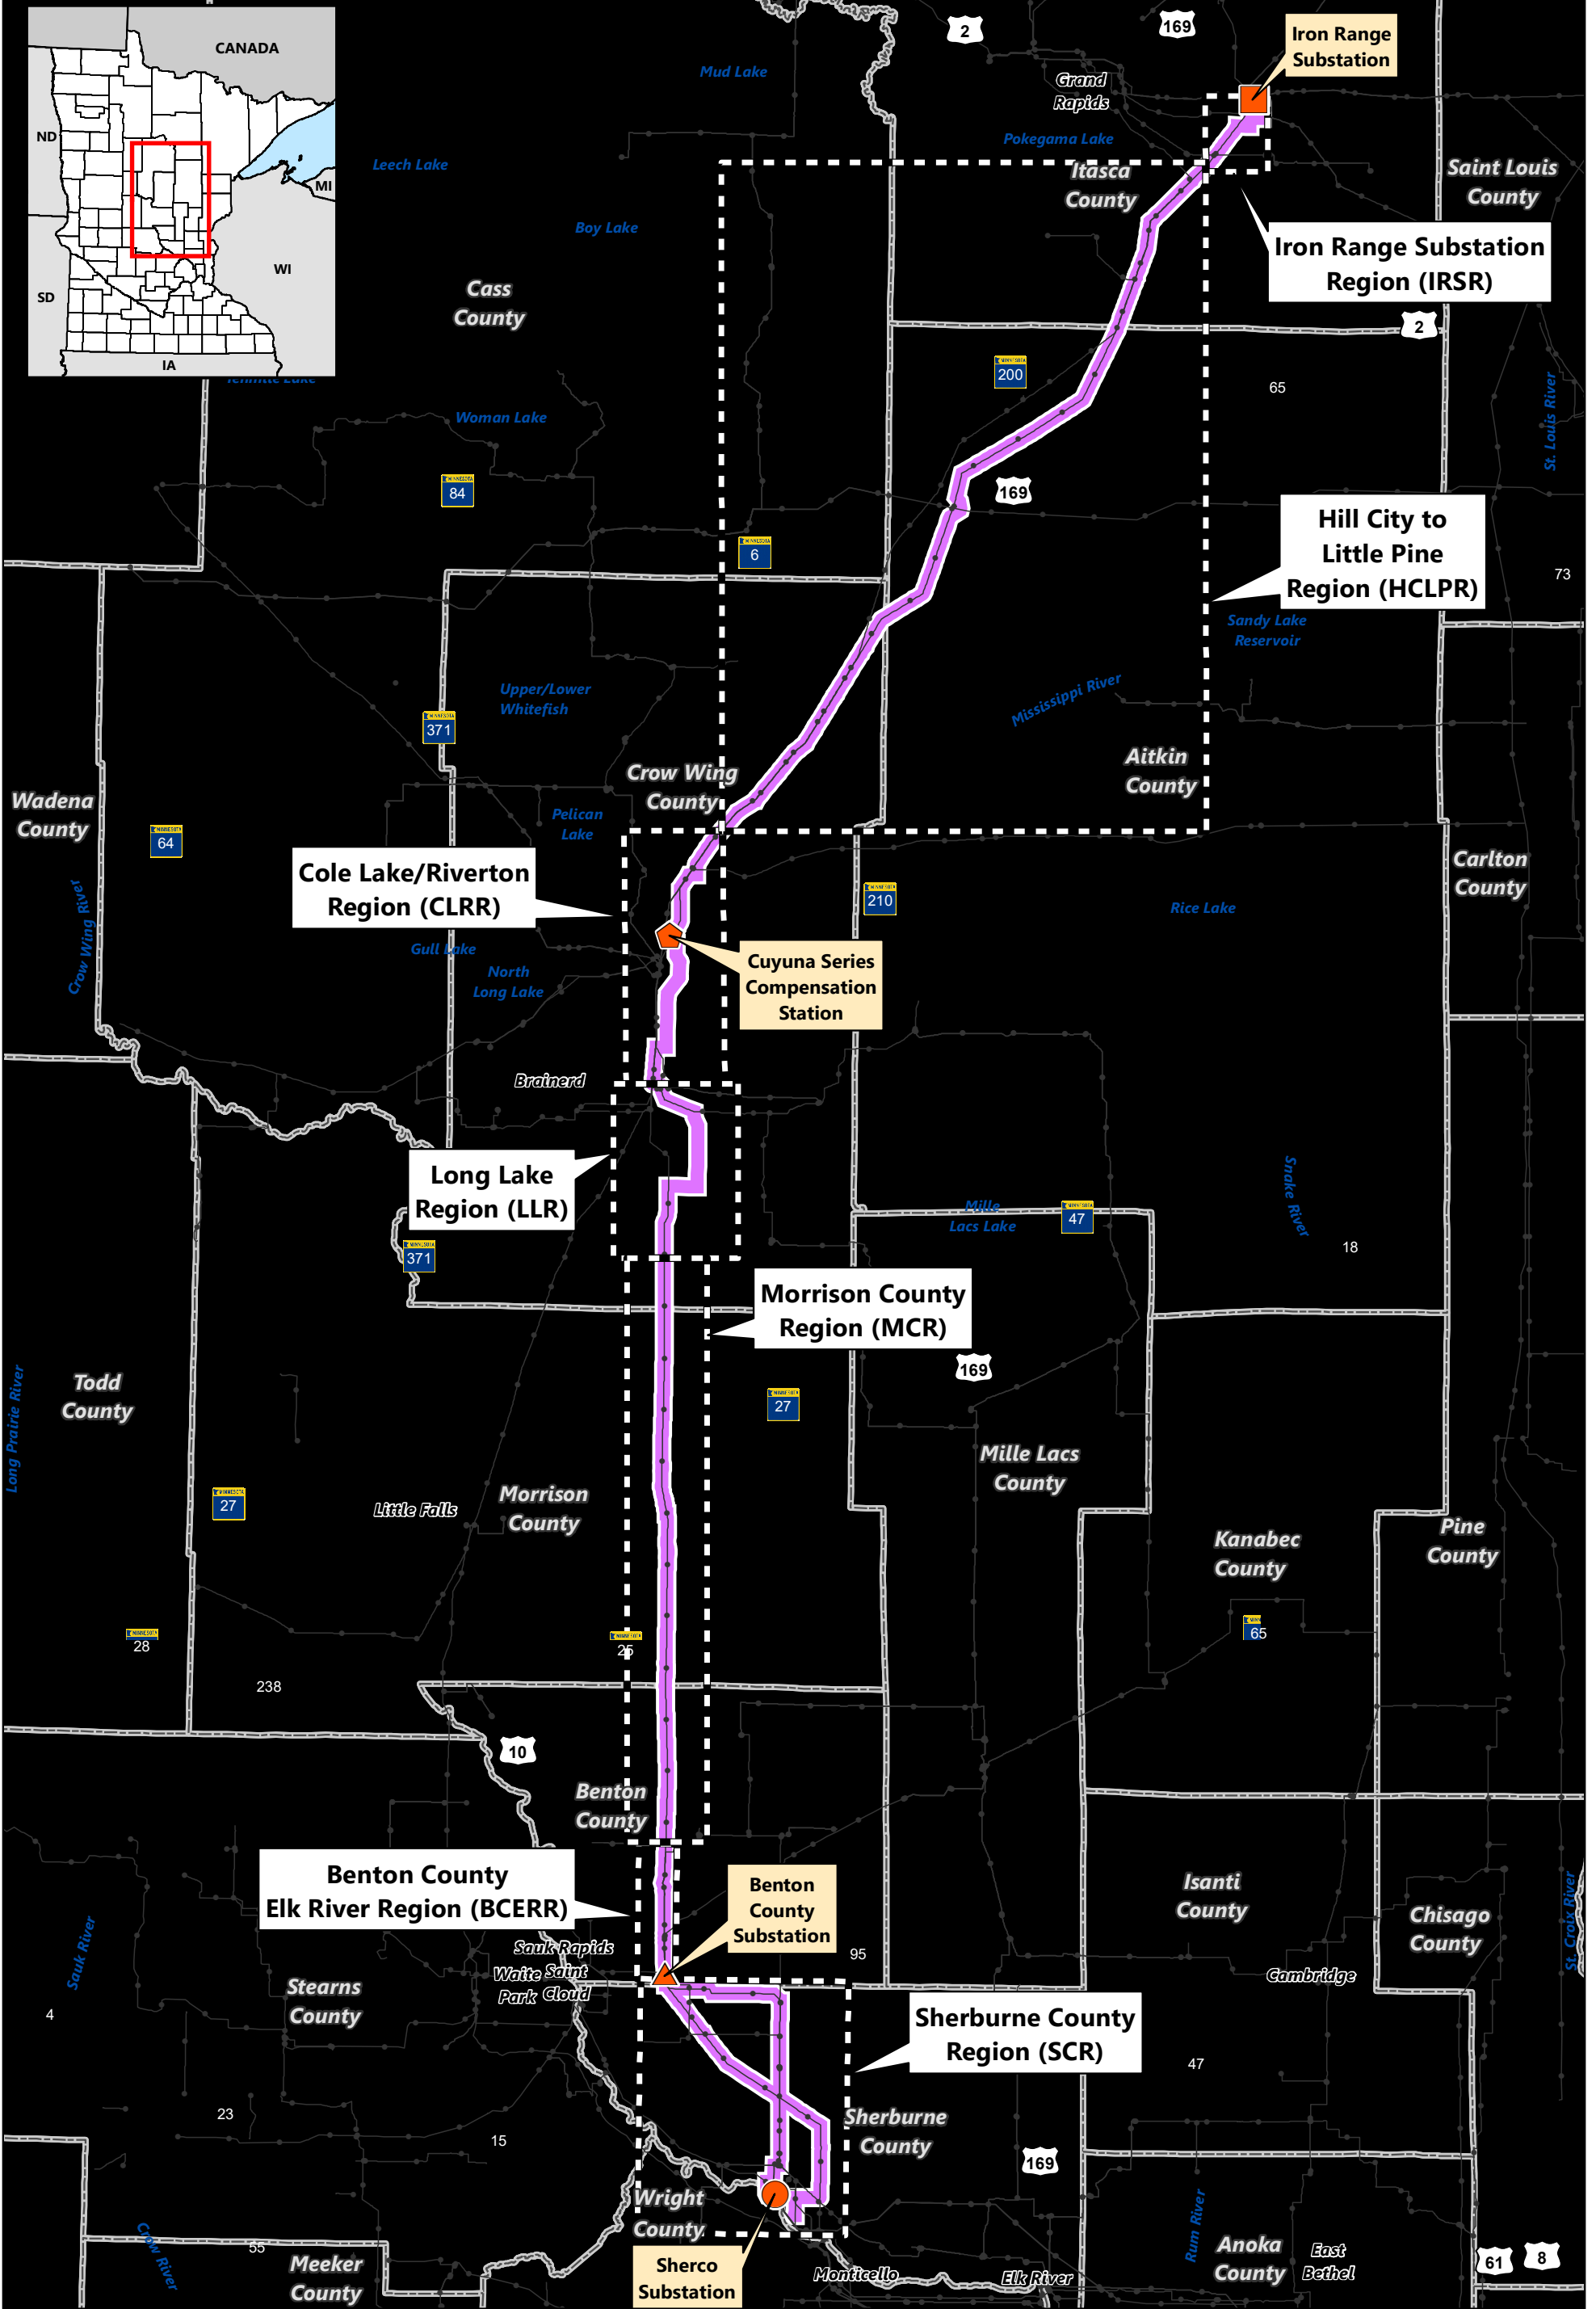 CANADA
ND
MI
WI
SD
IA
2
169
Iron Range
Substation
Mud Lake
Grand
Rapids
Pokegama Lake
Leech Lake
Itasca
County
Saint Louis
County
Boy Lake
Iron Range Substation
Region (IRSR)
Cass
County
2
200
65
Woman Lake
St. Louis River
84
169
6
Hill City to
Little Pine
Region (HCLPR)
73
Sandy Lake
Reservoir
Upper/Lower
Whitefish
Mississippi River
371
Crow Wing
County
Aitkin
County
Wadena
County
Pelican
Lake
64
Cole Lake/Riverton
Region (CLRR)
Carlton
County
210
Rice Lake
Crow Wing River
Gull Lake
North
Long Lake
Cuyuna Series
Compensation
Station
Brainerd
Long Lake
Region (LLR)
Mille
Lacs Lake
47
Snake River
18
371
Morrison County
Region (MCR)
169
Todd
County
27
Long Prairie River
Mille Lacs
County
27
Little Falls
Morrison
County
Kanabec
County
Pine
County
28
25
65
238
10
Benton
County
Benton County
Elk River Region (BCERR)
Benton
County
Substation
Isanti
County
Chisago
County
St. Croix River
Sauk River
Sauk Rapids
95
Waite
Park
Saint
Cloud
Cambridge
Stearns
County
4
Sherburne County
Region (SCR)
47
23
15
Sherburne
County
169
Wright
County
Rum River
Crow River
55
Meeker
County
Sherco
Substation
Monticello
Elk River
Anoka
County
East
Bethel
61
8